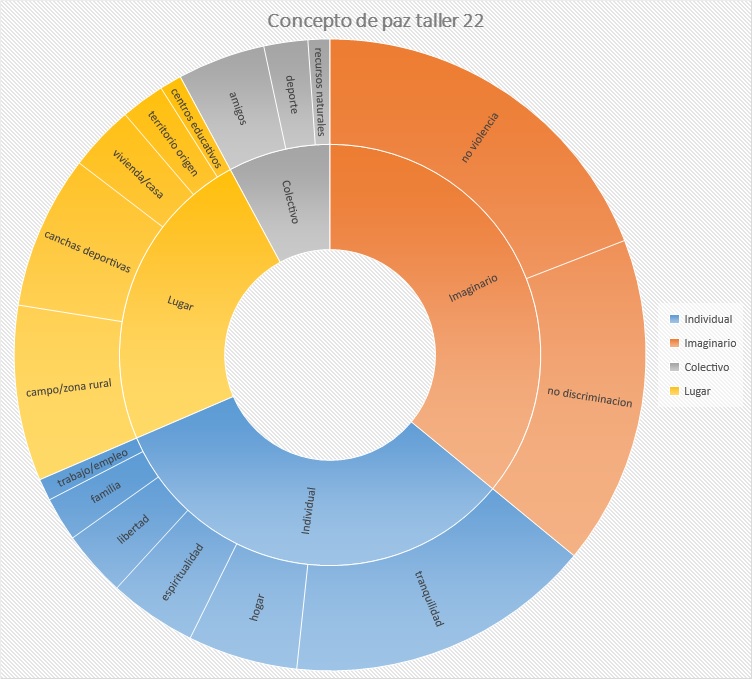 Concepto de paz taller 22
no violencia
no discriminacion
Imaginario
tranquilidad
hogar
espiritualidad
libertad
familia
trabajo/empleo
Individual
campo/zona rural
canchas deportivas
vivienda/casa
territorio origen
centros educativos
Lugar
amigos
deporte
recursos naturales
Colectivo
Individual
Imaginario
Colectivo
Lugar